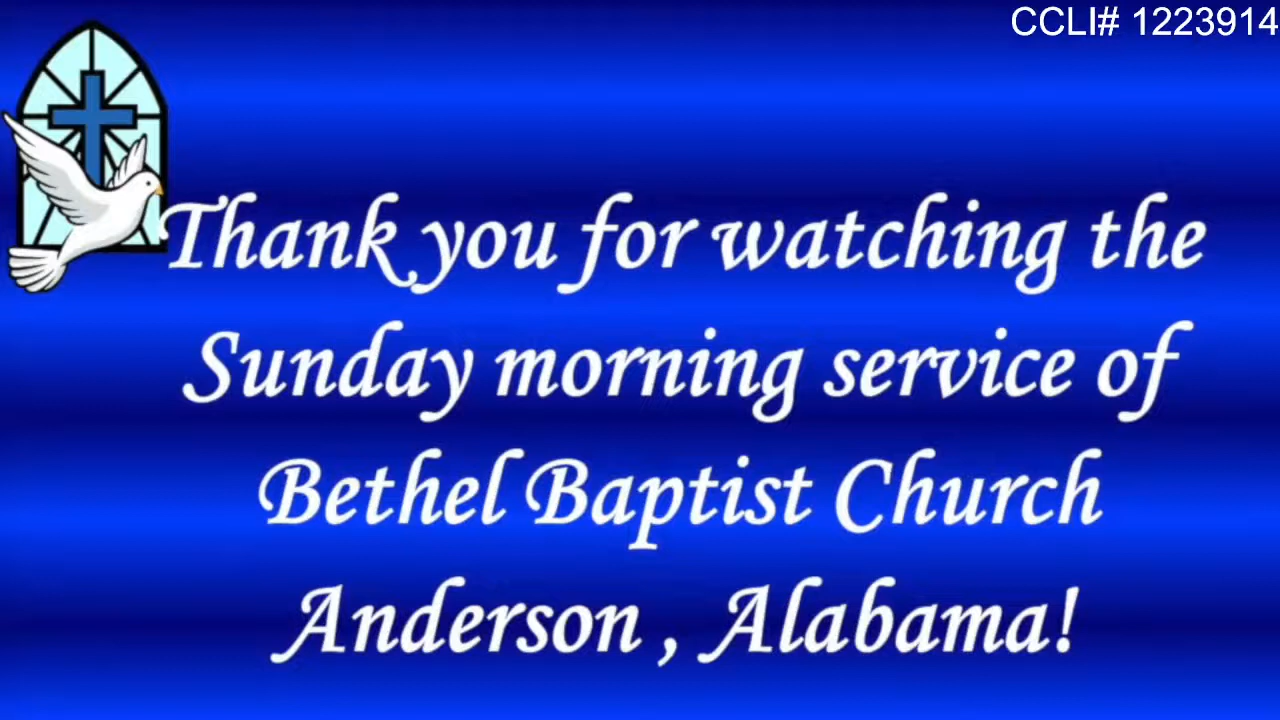 CCLI# 1223914
Thank you for watching the
Sunday morning service of
Bethel Baptist Church
Anderson , Alabama!